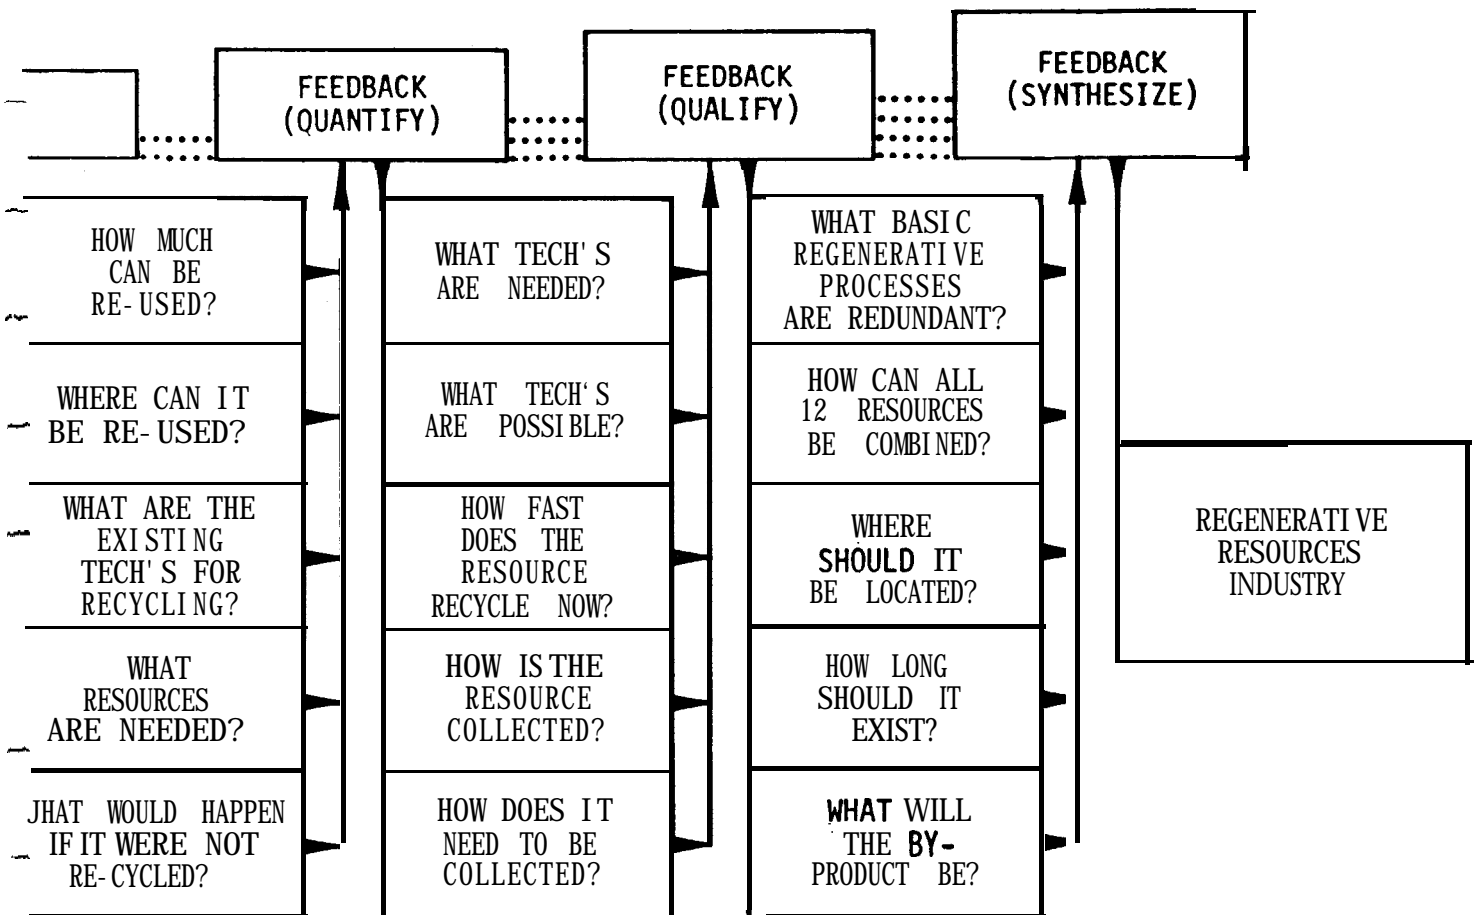 FEEDBACK
(QUANTIFY)
FEEDBACK
(QUALIFY)
FEEDBACK
(SYNTHESIZE)
HOW MUCH
CAN BE
RE-USED?
WHERE CAN IT
BE RE-USED?
WHAT ARE THE
EXISTING
TECH'S FOR
RECYCLING?
WHAT
RESOURCES
ARE NEEDED?
JHAT WOULD HAPPEN
IF IT WERE NOT
RE-CYCLED?
WHAT TECH'S
ARE NEEDED?
WHAT TECH'S
ARE POSSIBLE?
HOW FAST
DOES THE
RESOURCE
RECYCLE NOW?
HOW IS THE
RESOURCE
COLLECTED?
HOW DOES IT
NEED TO BE
COLLECTED?
WHAT BASIC
REGENERATIVE
PROCESSES
ARE REDUNDANT?
HOW CAN ALL
12 RESOURCES
BE COMBINED?
WHERE
SHOULD IT
BE LOCATED?
HOW LONG
SHOULD IT
EXIST?
WHAT WILL
THE BY-
PRODUCT BE?
REGENERATIVE
RESOURCES
INDUSTRY